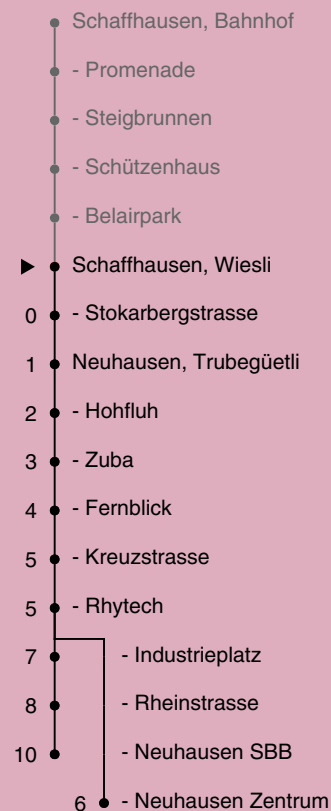 Schaffhausen, Bahnhof
- Promenade
- Steigbrunnen
- Schützenhaus
- Belairpark
Schaffhausen, Wiesli
0 - Stokarbergstrasse
1 Neuhausen, Trubegüetli
2 - Hohfluh
3 - Zuba
4 - Fernblick
5 - Kreuzstrasse
5 - Rhytech
7 - Industrieplatz
8 - Rheinstrasse
10 - Neuhausen SBB
6 - Neuhausen Zentrum